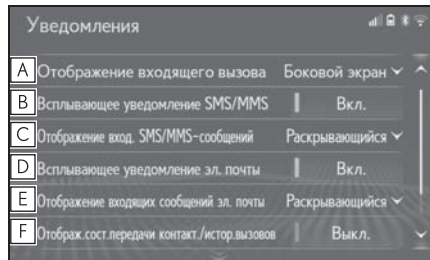 Уведомления
A Отображение входящего вызова Боковой экран
B Всплывающее уведомление SMS/MMS Вкл.
C Отображение вход. SMS/MMS-сообщений Раскрывающийся
D Всплывающее уведомление эл. почты Вкл.
E Отображение входящих сообщений эл. почты Раскрывающийся
F Отображ.сост.передачи контакт./истор.вызовов Выкл.